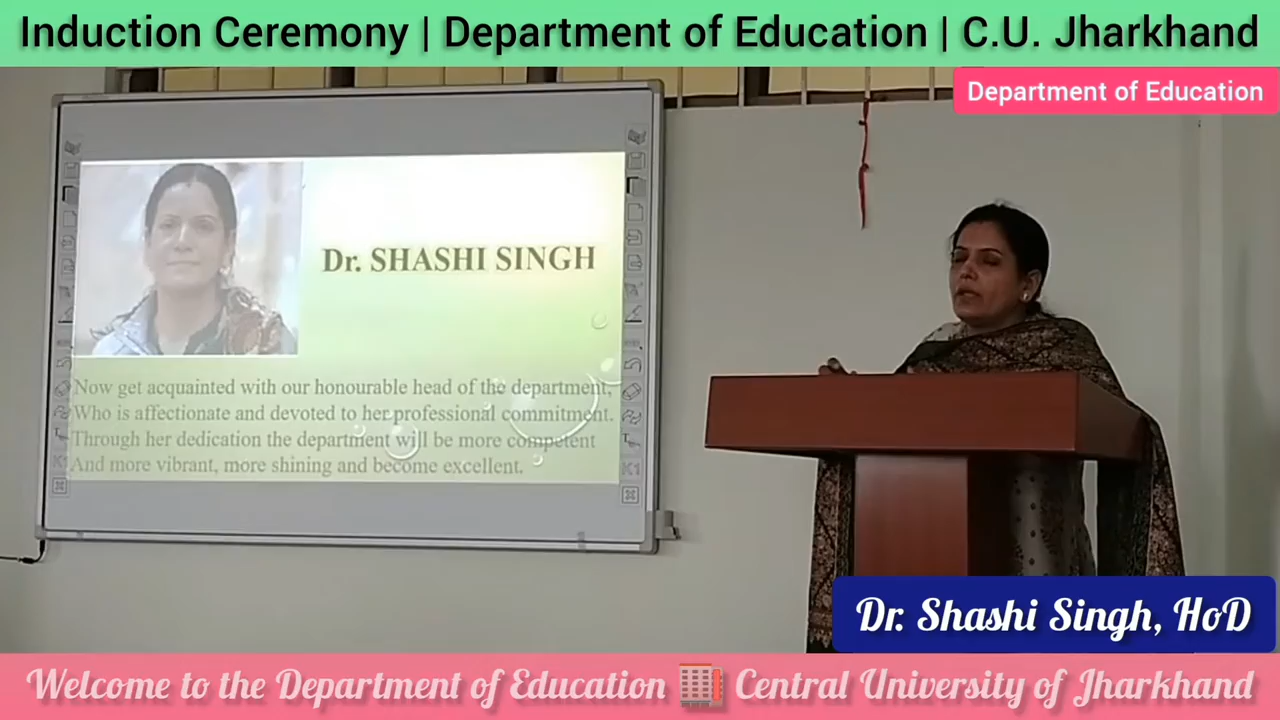 Induction Ceremony | Department of Education | C.U. Jharkhand
Department of Education
Dr. SHASHI SINGH
Now get acquainted with our honourable head of the department,
Who is affectionate and devoted to her professional commitment.
Through her dedication the department will be more competent
And more vibrant, more shining and become excellent.
K1
K1
Dr. Shashi Singh, HoD
Welcome to the Department of Education 🏢 Central University of Jharkhand